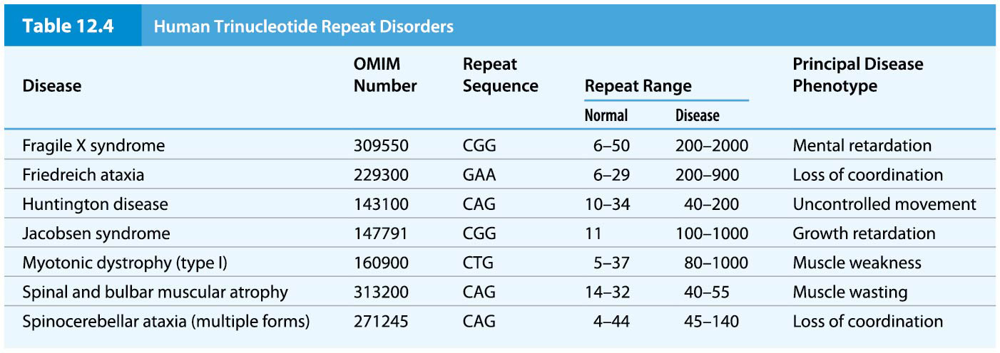 Table 12.4 Human Trinucleotide Repeat Disorders
OMIM Repeat Principal Disease
Disease Number Sequence Repeat Range Phenotype
Normal Disease
Fragile X syndrome 309550 CGG 6–50 200–2000 Mental retardation
Friedreich ataxia 229300 GAA 6–29 200–900 Loss of coordination
Huntington disease 143100 CAG 10–34 40–200 Uncontrolled movement
Jacobsen syndrome 147791 CGG 11 100–1000 Growth retardation
Myotonic dystrophy (type I) 160900 CTG 5–37 80–1000 Muscle weakness
Spinal and bulbar muscular atrophy 313200 CAG 14–32 40–55 Muscle wasting
Spinocerebellar ataxia (multiple forms) 271245 CAG 4–44 45–140 Loss of coordination